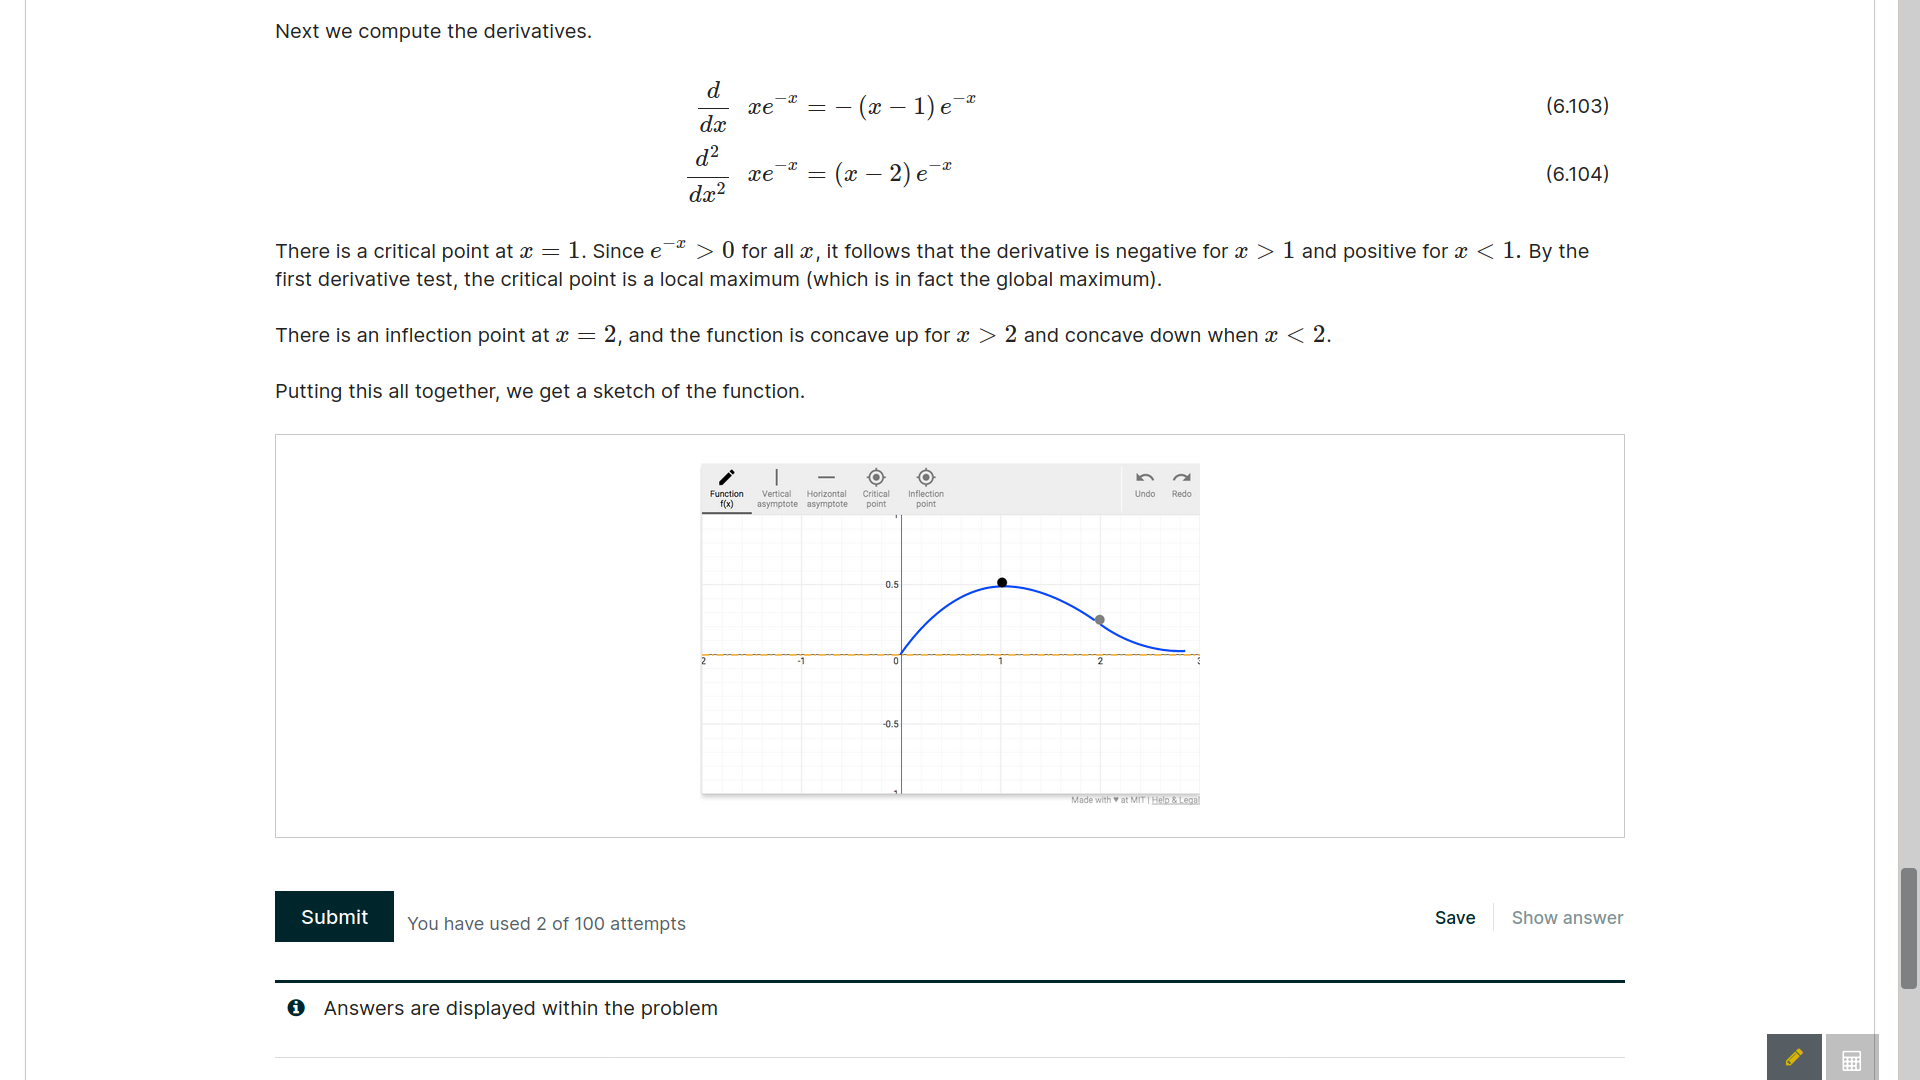 Next we compute the derivatives.
d/dx xe^{−x} = −(x − 1) e^{−x} (6.103)
d²/dx² xe^{−x} = (x − 2) e^{−x} (6.104)
There is a critical point at x = 1. Since e^{−x} > 0 for all x, it follows that the derivative is negative for x > 1 and positive for x < 1. By the
first derivative test, the critical point is a local maximum (which is in fact the global maximum).
There is an inflection point at x = 2, and the function is concave up for x > 2 and concave down when x < 2.
Putting this all together, we get a sketch of the function.
Function f(x)
Vertical asymptote
Horizontal asymptote
Critical point
Inflection point
Undo
Redo
0.5
2 -1 0 1 2
-0.5
Made with ♥ at MIT | Help & Legal
Submit
You have used 2 of 100 attempts
Save
Show answer
Answers are displayed within the problem